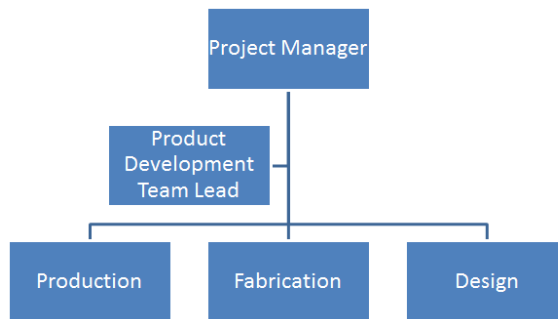 Project Manager
Product
Development
Team Lead
Production
Fabrication
Design